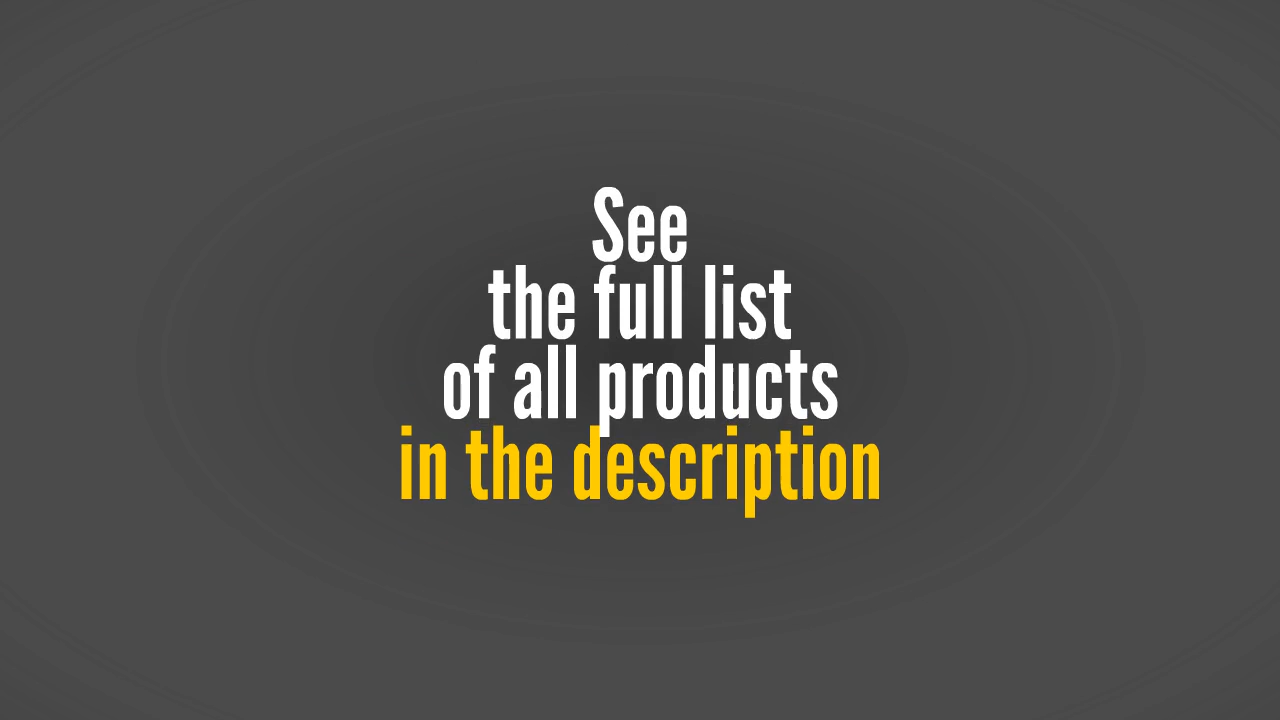 See
the full list
of all products
in the description